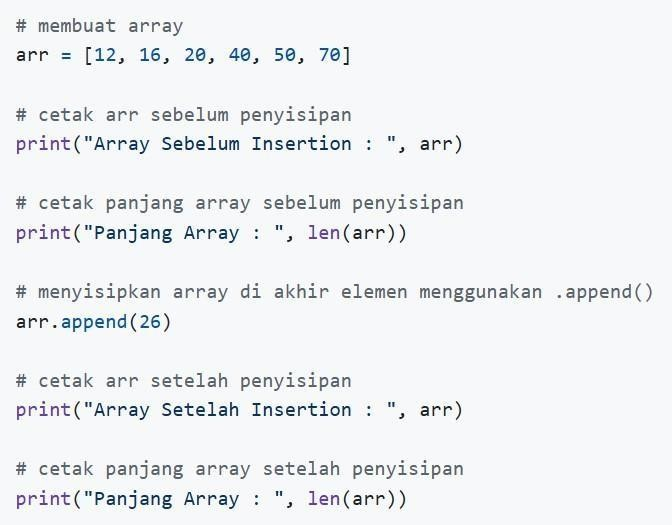 # membuat array
arr = [12, 16, 20, 40, 50, 70]
# cetak arr sebelum penyisipan
print("Array Sebelum Insertion : ", arr)
# cetak panjang array sebelum penyisipan
print("Panjang Array : ", len(arr))
# menyisipkan array di akhir elemen menggunakan .append()
arr.append(26)
# cetak arr setelah penyisipan
print("Array Setelah Insertion : ", arr)
# cetak panjang array setelah penyisipan
print("Panjang Array : ", len(arr))